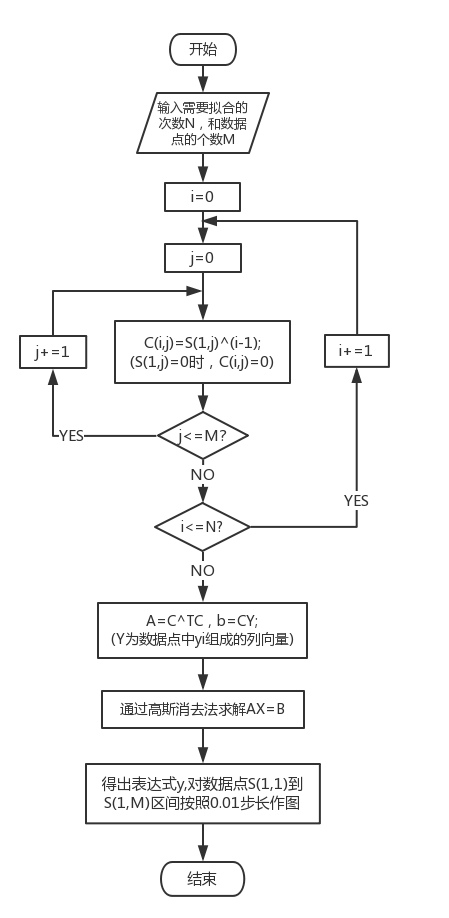 开始
输入需要拟合的
次数N，和数据
点的个数M
i=0
j=0
j+=1
C(i,j)=S(1,j)^(i-1);
(S(1,j)=0时，C(i,j)=0)
i+=1
YES
j<=M?
NO
YES
i<=N?
NO
A=C^TC，b=CY;
(Y为数据点中yi组成的列向量)
通过高斯消去法求解AX=B
得出表达式y,对数据点S(1,1)到
S(1,M)区间按照0.01步长作图
结束